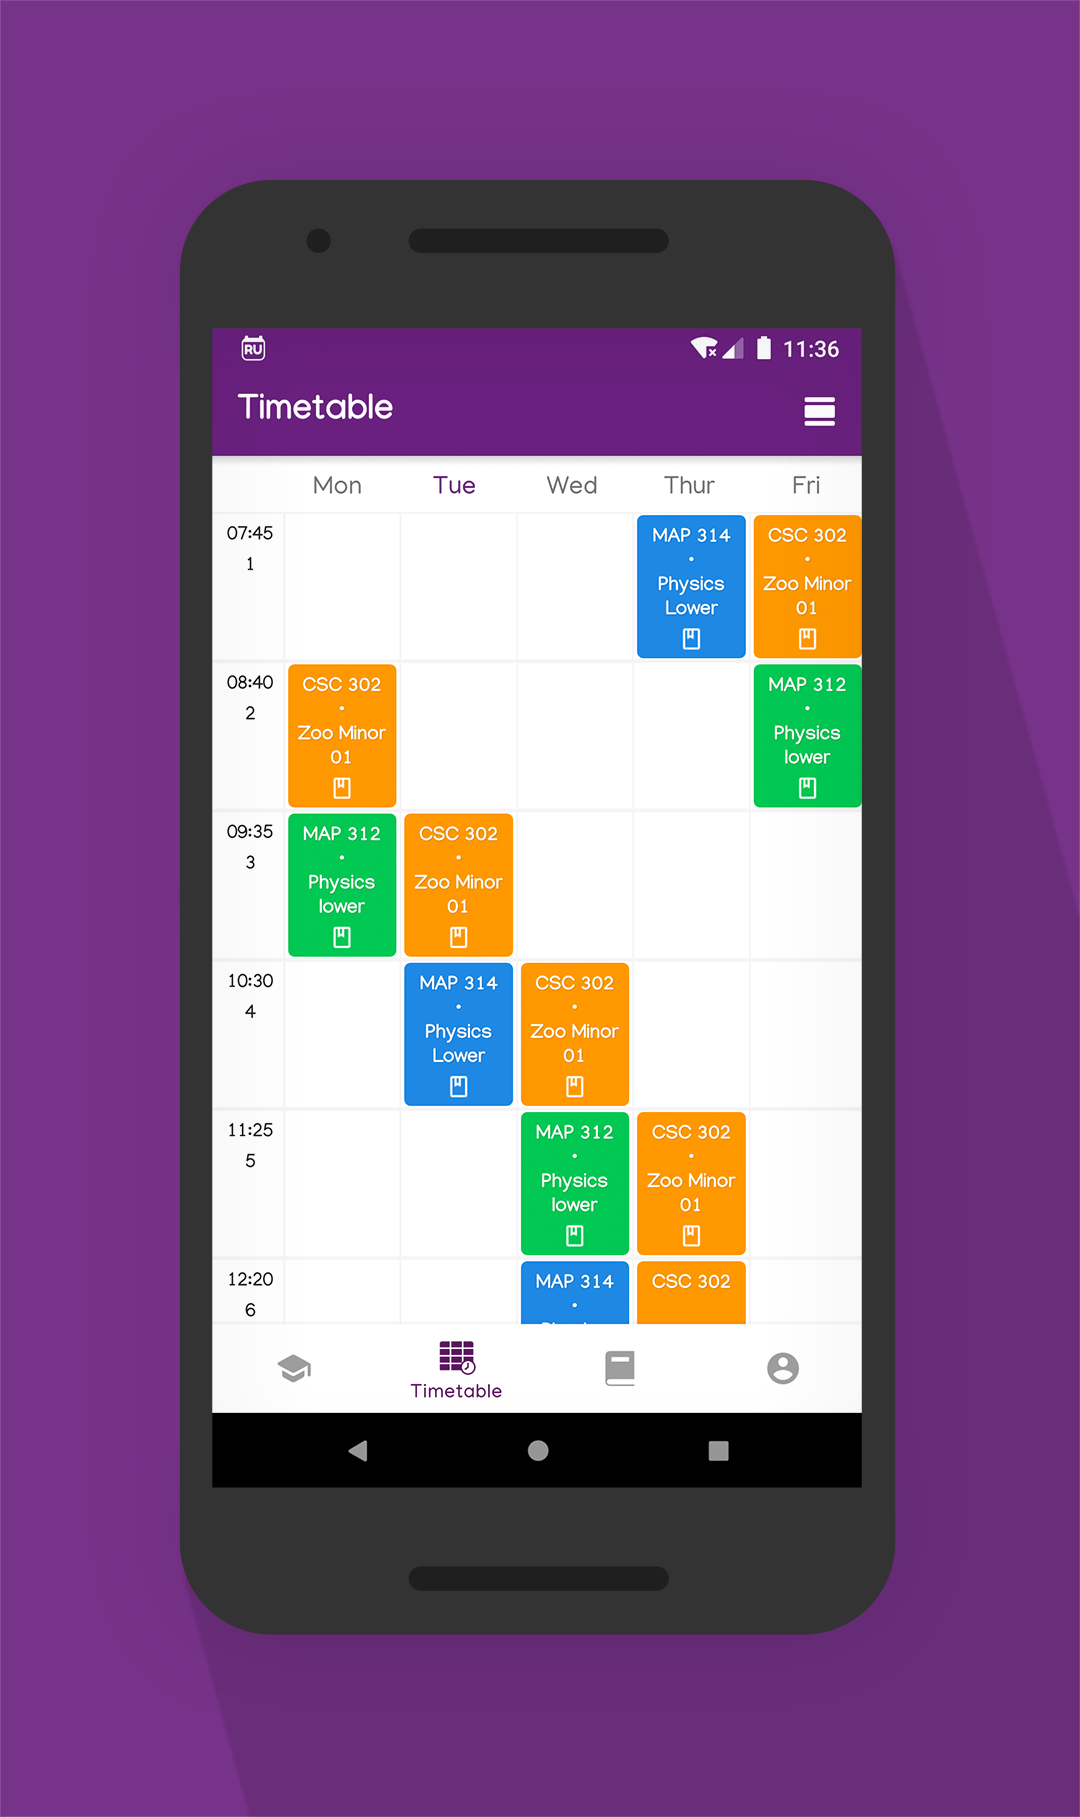 RU
11:36
Timetable
Mon Tue Wed Thur Fri
07:45
1
MAP 314
•
Physics
Lower
CSC 302
•
Zoo Minor
01
08:40
2
CSC 302
•
Zoo Minor
01
MAP 312
•
Physics
lower
09:35
3
MAP 312
•
Physics
lower
CSC 302
•
Zoo Minor
01
10:30
4
MAP 314
•
Physics
Lower
CSC 302
•
Zoo Minor
01
11:25
5
MAP 312
•
Physics
lower
CSC 302
•
Zoo Minor
01
12:20
6
MAP 314
•
CSC 302
Timetable